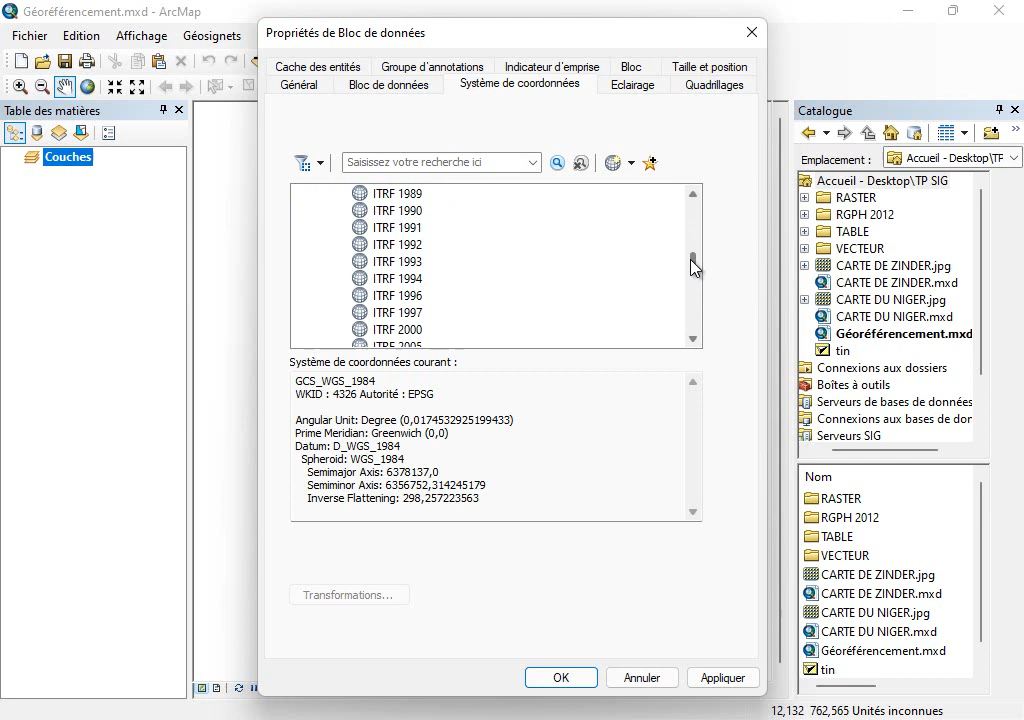 Géoréférencement.mxd - ArcMap
Fichier Edition Affichage Géosignets
Table des matières
Couches
Propriétés de Bloc de données
Cache des entités Groupe d'annotations Indicateur d'emprise Bloc Taille et position
Général Bloc de données Système de coordonnées Eclairage Quadrillages
Saisissez votre recherche ici
ITRF 1989
ITRF 1990
ITRF 1991
ITRF 1992
ITRF 1993
ITRF 1994
ITRF 1996
ITRF 1997
ITRF 2000
ITRF 2005
Système de coordonnées courant :
GCS_WGS_1984
WKID : 4326 Autorité : EPSG
Angular Unit: Degree (0,0174532925199433)
Prime Meridian: Greenwich (0,0)
Datum: D_WGS_1984
Spheroid: WGS_1984
Semimajor Axis: 6378137,0
Semiminor Axis: 6356752,314245179
Inverse Flattening: 298,257223563
Transformations...
OK Annuler Appliquer
Catalogue
Emplacement : Accueil - Desktop\TP
Accueil - Desktop\TP SIG
RASTER
RGPH 2012
TABLE
VECTEUR
CARTE DE ZINDER.jpg
CARTE DE ZINDER.mxd
CARTE DU NIGER.jpg
CARTE DU NIGER.mxd
Géoréférencement.mxd
tin
Connexions aux dossiers
Boîtes à outils
Serveurs de bases de données
Connexions aux bases de don
Serveurs SIG
Nom
RASTER
RGPH 2012
TABLE
VECTEUR
CARTE DE ZINDER.jpg
CARTE DE ZINDER.mxd
CARTE DU NIGER.jpg
CARTE DU NIGER.mxd
Géoréférencement.mxd
tin
12,132 762,565 Unités inconnues